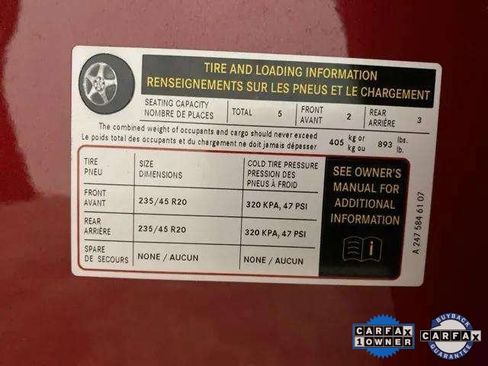 TIRE AND LOADING INFORMATION
RENSEIGNEMENTS SUR LES PNEUS ET LE CHARGEMENT
SEATING CAPACITY
NOMBRE DE PLACES
TOTAL 5
FRONT
AVANT 2
REAR
ARRIÈRE 3
The combined weight of occupants and cargo should never exceed
Le poids total des occupants et du chargement ne doit jamais dépasser
405 kg or
kg ou
893 lbs.
lb.
TIRE
PNEU
SIZE
DIMENSIONS
COLD TIRE PRESSURE
PRESSION DES
PNEUS À FROID
FRONT
AVANT
235/45 R20
320 KPA, 47 PSI
REAR
ARRIÈRE
235/45 R20
320 KPA, 47 PSI
SPARE
DE SECOURS
NONE / AUCUN
NONE / AUCUN
SEE OWNER'S
MANUAL FOR
ADDITIONAL
INFORMATION
A 247 584 61 07
CARFAX
1 OWNER
BUYBACK
CARFAX
GUARANTEE